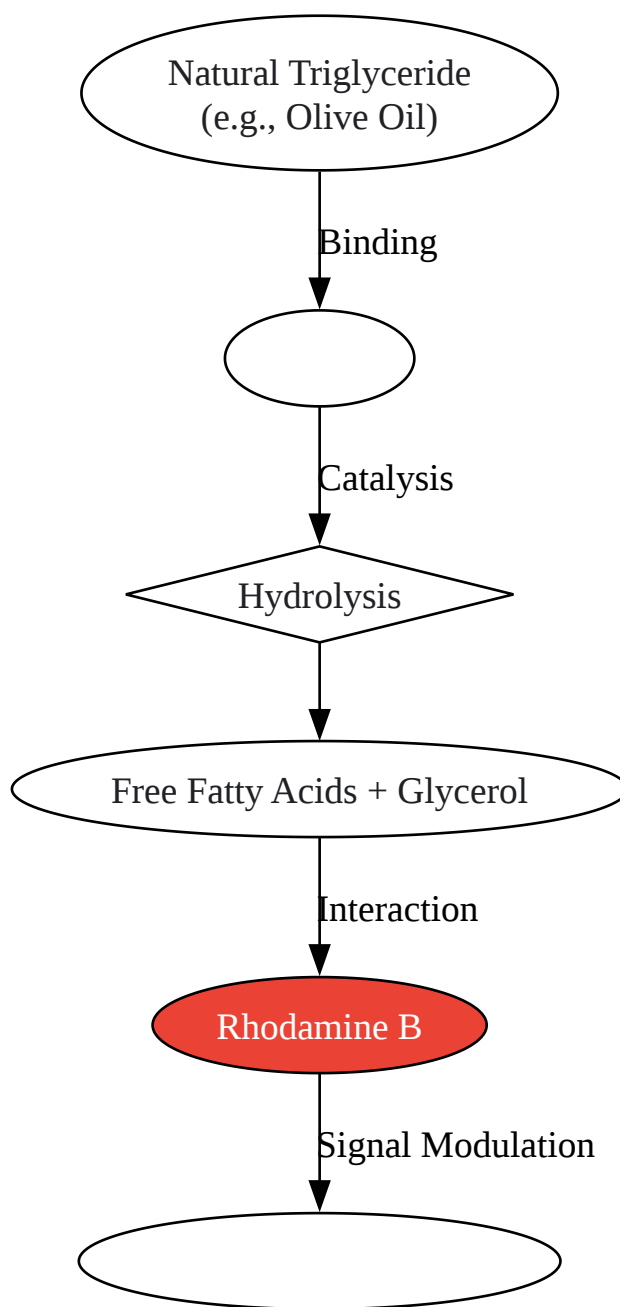 Natural Triglyceride
(e.g., Olive Oil)
Binding
Catalysis
Hydrolysis
Free Fatty Acids + Glycerol
Interaction
Rhodamine B
Signal Modulation